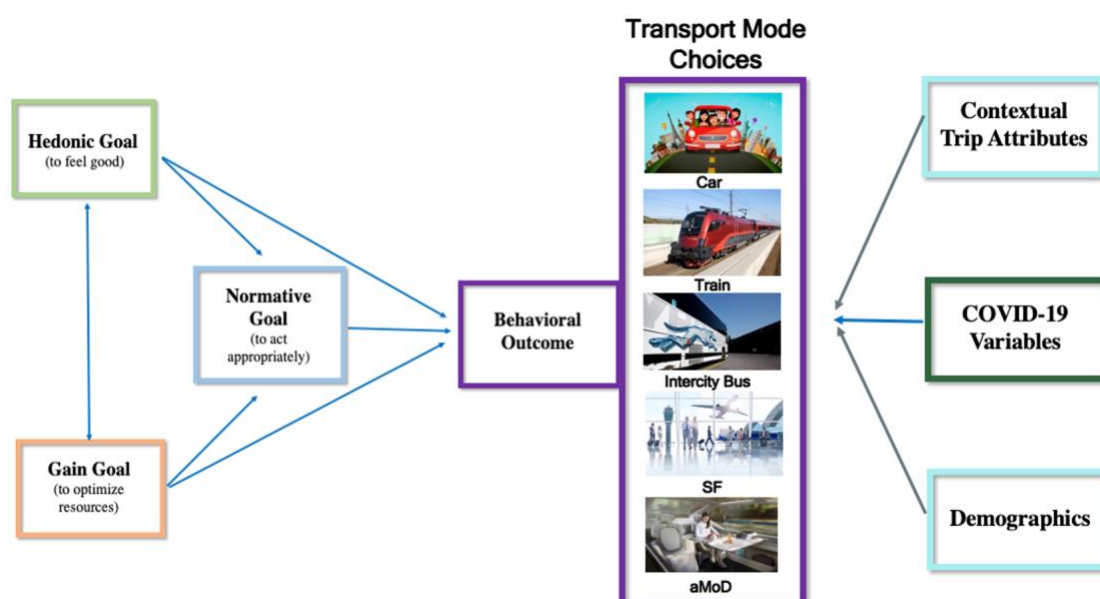 Transport Mode
Choices
Hedonic Goal
(to feel good)
Normative
Goal
(to act
appropriately)
Gain Goal
(to optimize
resources)
Behavioral
Outcome
Car
Train
Intercity Bus
SF
aMoD
Contextual
Trip Attributes
COVID-19
Variables
Demographics